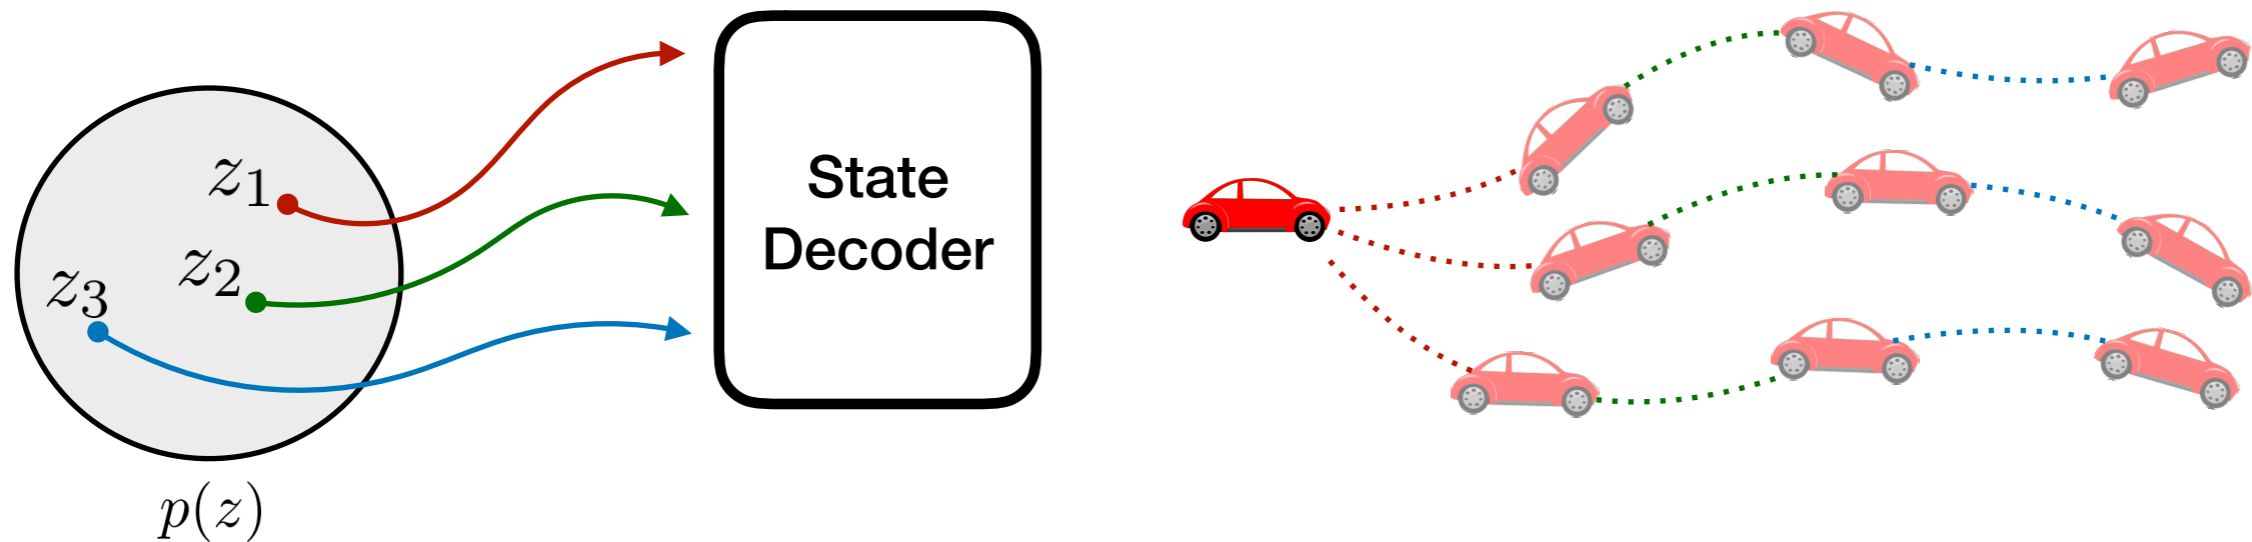 z₁
z₂
z₃
p(z)
State
Decoder